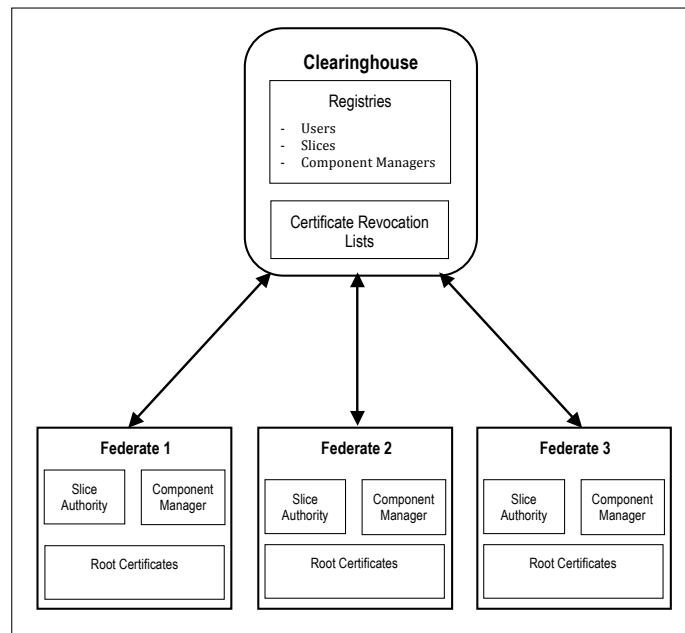 Clearinghouse
Registries
- Users
- Slices
- Component Managers
Certificate Revocation
Lists
Federate 1
Slice
Authority
Component
Manager
Root Certificates
Federate 2
Slice
Authority
Component
Manager
Root Certificates
Federate 3
Slice
Authority
Component
Manager
Root Certificates